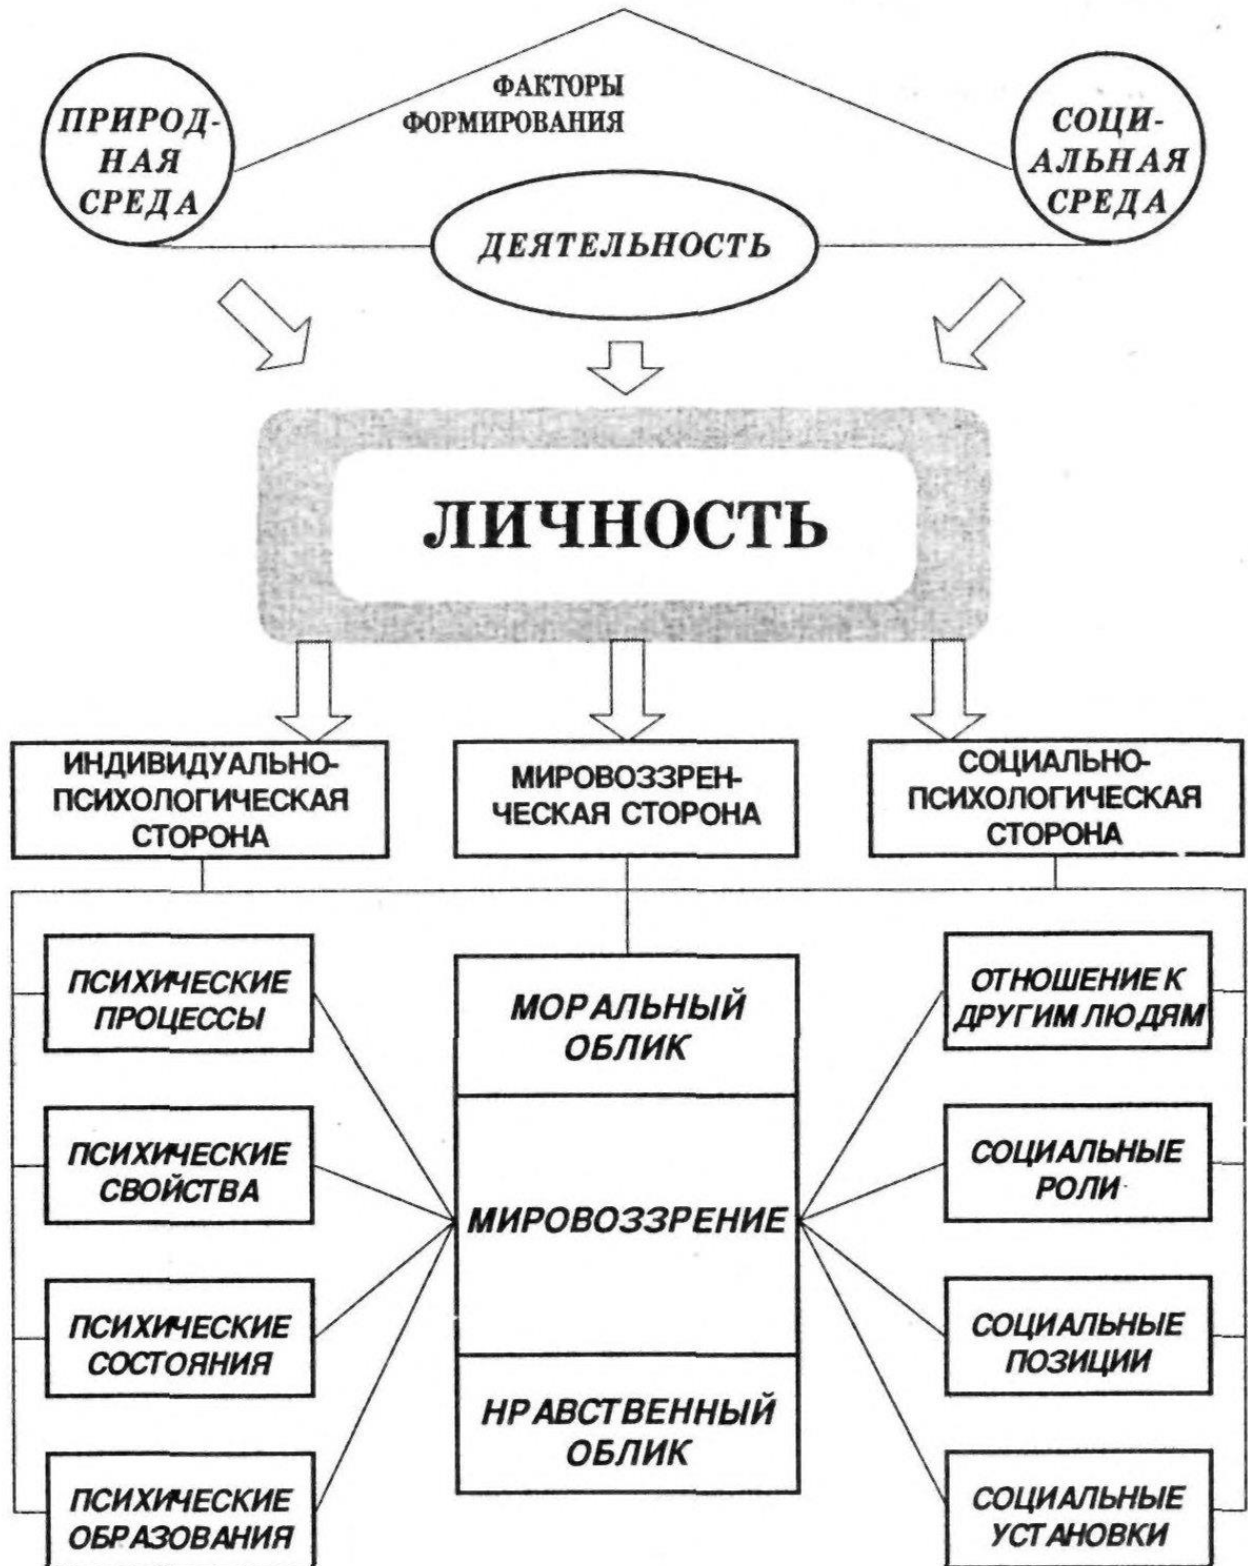 ФАКТОРЫ
ФОРМИРОВАНИЯ
ПРИРОД-
НАЯ
СРЕДА
СОЦИ-
АЛЬНАЯ
СРЕДА
ДЕЯТЕЛЬНОСТЬ
ЛИЧНОСТЬ
ИНДИВИДУАЛЬНО-
ПСИХОЛОГИЧЕСКАЯ
СТОРОНА
МИРОВОЗЗРЕН-
ЧЕСКАЯ СТОРОНА
СОЦИАЛЬНО-
ПСИХОЛОГИЧЕСКАЯ
СТОРОНА
ПСИХИЧЕСКИЕ
ПРОЦЕССЫ
ПСИХИЧЕСКИЕ
СВОЙСТВА
ПСИХИЧЕСКИЕ
СОСТОЯНИЯ
ПСИХИЧЕСКИЕ
ОБРАЗОВАНИЯ
МОРАЛЬНЫЙ
ОБЛИК
МИРОВОЗЗРЕНИЕ
НРАВСТВЕННЫЙ
ОБЛИК
ОТНОШЕНИЕ К
ДРУГИМ ЛЮДЯМ
СОЦИАЛЬНЫЕ
РОЛИ
СОЦИАЛЬНЫЕ
ПОЗИЦИИ
СОЦИАЛЬНЫЕ
УСТАНОВКИ